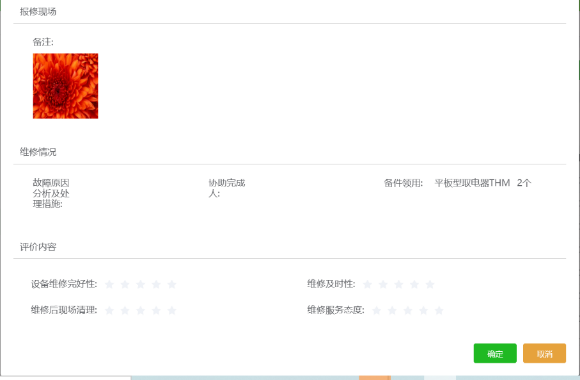 报修现场
备注:
维修情况
故障原因
分析及处
理措施:
协助完成
人:
备件领用: 平板型取电器THM 2个
评价内容
设备维修完好性:
维修及时性:
维修后现场清理:
维修服务态度:
确定
取消